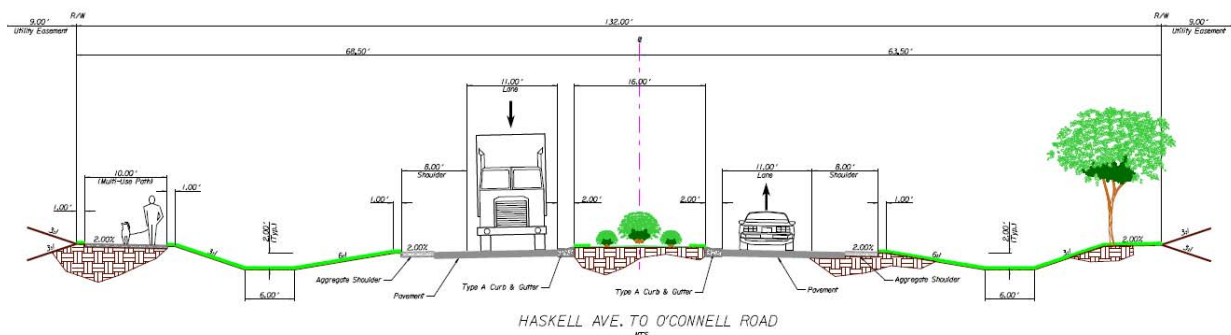 R/W R/W
9.00' 132.00' 9.00'
Utility Easement Utility Easement
68.50' 63.50'
11.00' 16.00'
Lane
10.00' 8.00' 11.00' 8.00'
(Multi-Use Path) Shoulder Lane Shoulder
1.00'
1.00' 1.00' 2.00' 2.00' 1.00'
2.00' 2.00'
(Typ.) (Typ.)
3:1 2.00% 2.00% 2.00% 2.00% 3:1
3:1 3:1 6:1 6:1 3:1 3:1
Aggregate Shoulder Type A Curb & Gutter Type A Curb & Gutter Aggregate Shoulder
6.00' Pavement Pavement 6.00'
HASKELL AVE. TO O'CONNELL ROAD
NTS